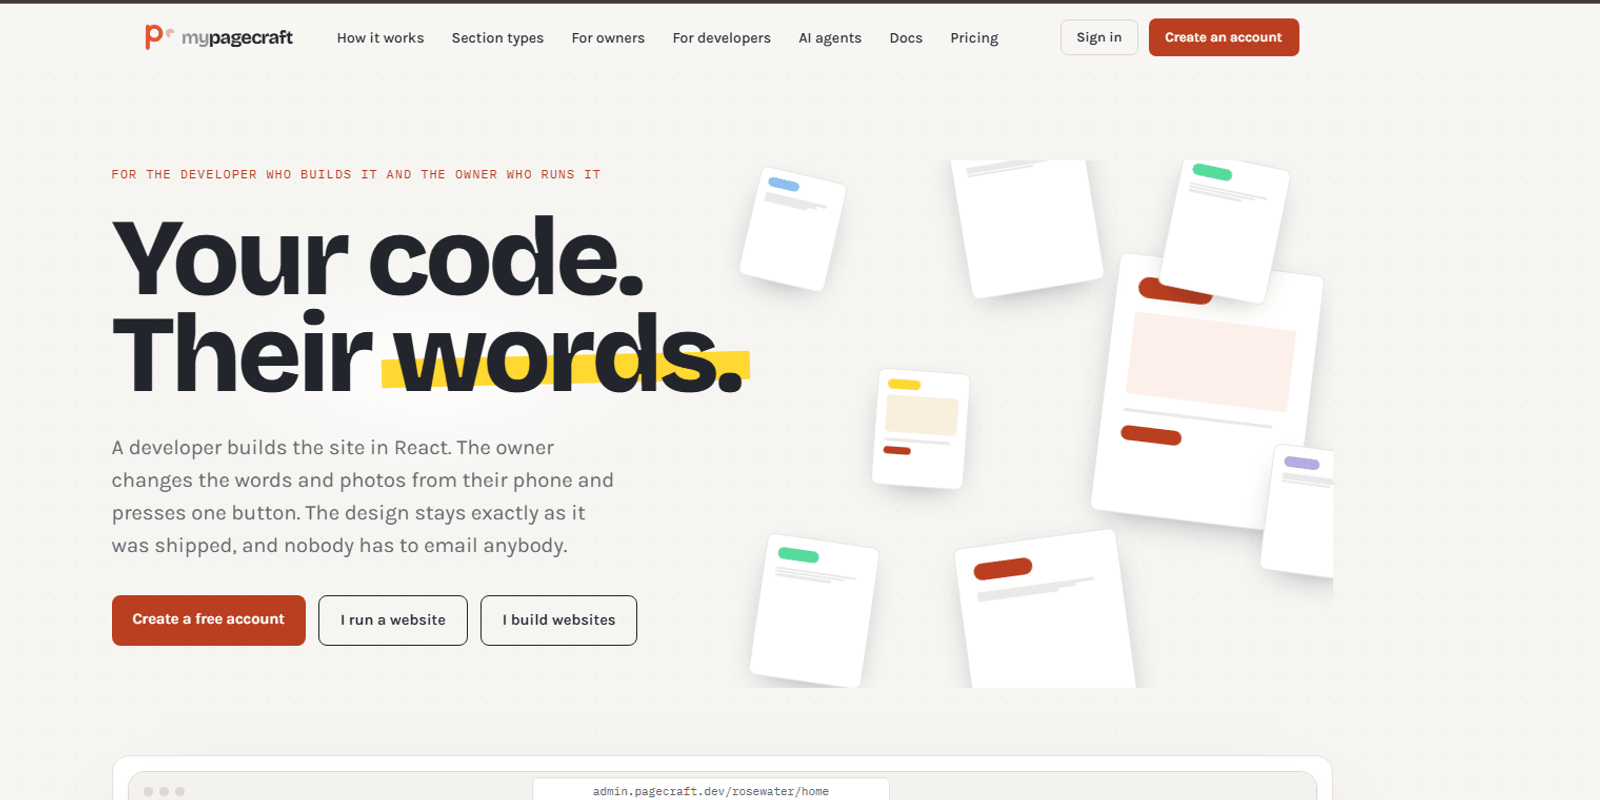 mypagecraft
How it works
Section types
For owners
For developers
AI agents
Docs
Pricing
Sign in
Create an account
FOR THE DEVELOPER WHO BUILDS IT AND THE OWNER WHO RUNS IT
Your code.
Their words.
A developer builds the site in React. The owner
changes the words and photos from their phone and
presses one button. The design stays exactly as it
was shipped, and nobody has to email anybody.
Create a free account
I run a website
I build websites
admin.pagecraft.dev/rosewater/home